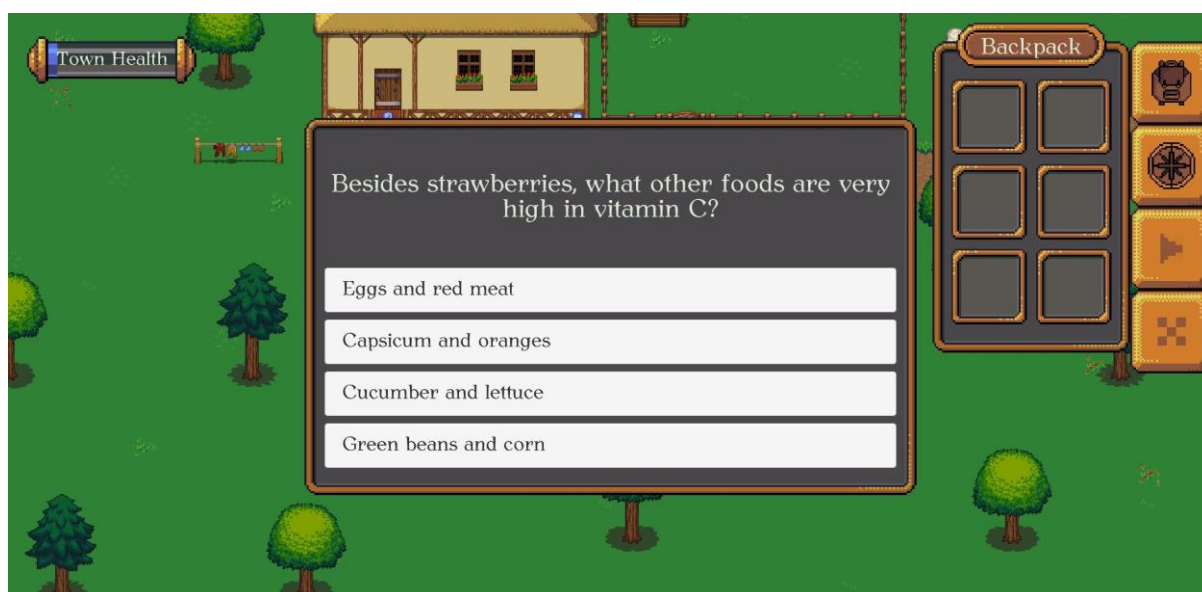 Town Health
Backpack
Besides strawberries, what other foods are very
high in vitamin C?
Eggs and red meat
Capsicum and oranges
Cucumber and lettuce
Green beans and corn